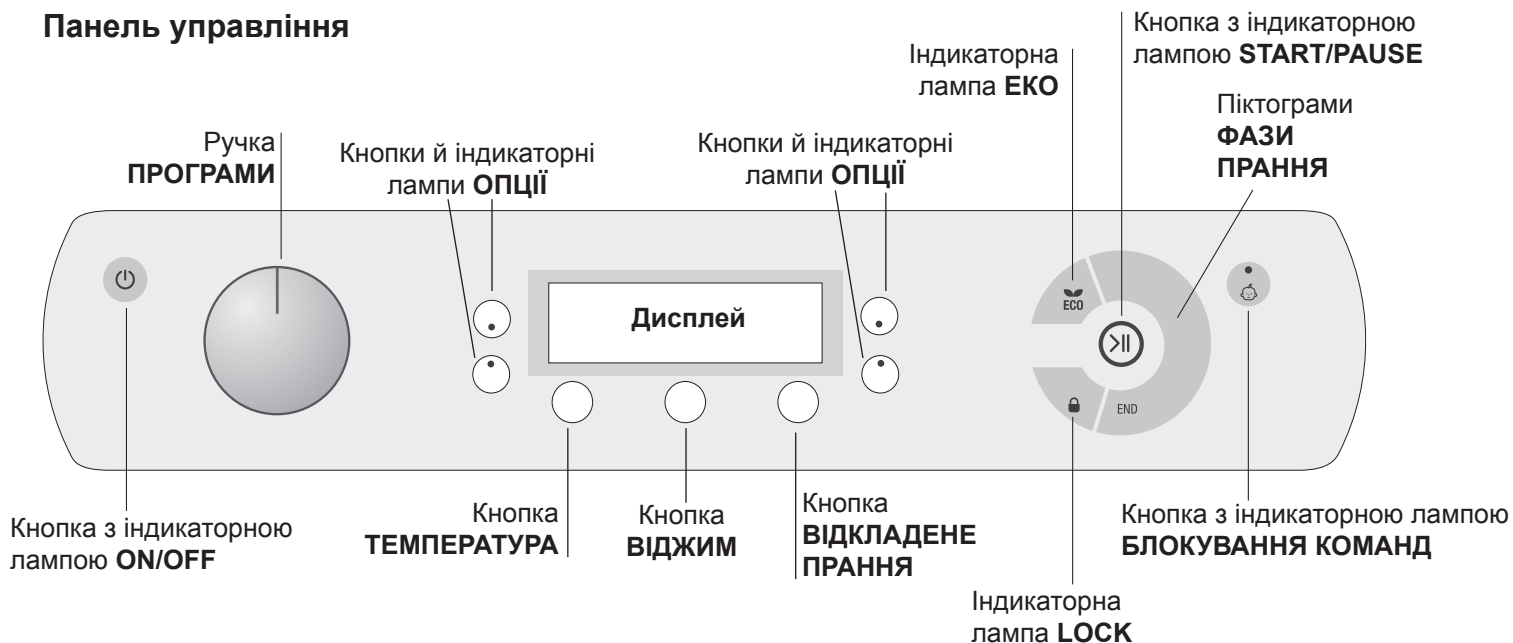 Панель управління
Кнопка з індикаторною
лампою START/PAUSE
Індикаторна
лампа ЕКО
Піктограми
ФАЗИ
ПРАННЯ
Ручка
ПРОГРАМИ
Кнопки й індикаторні
лампи ОПЦІЇ
Кнопки й індикаторні
лампи ОПЦІЇ
Дисплей
ECO
END
Кнопка з індикаторною
лампою ON/OFF
Кнопка
ТЕМПЕРАТУРА
Кнопка
ВІДЖИМ
Кнопка
ВІДКЛАДЕНЕ
ПРАННЯ
Кнопка з індикаторною лампою
БЛОКУВАННЯ КОМАНД
Індикаторна
лампа LOCK